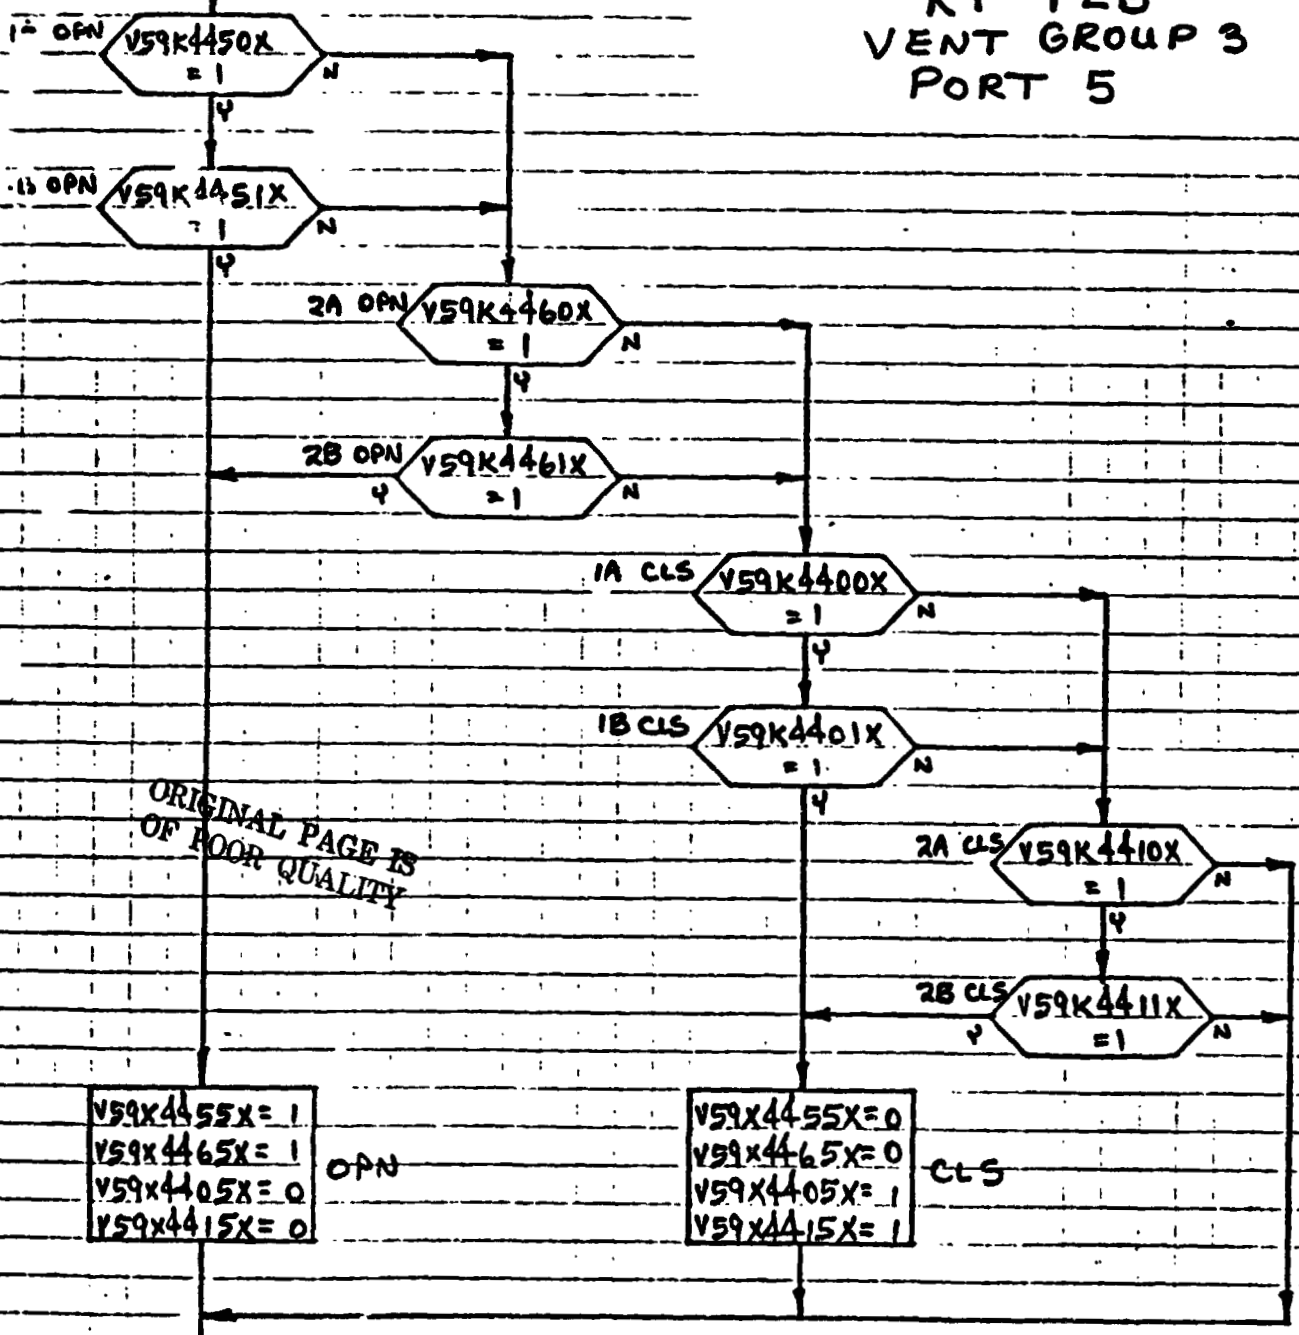 VENT GROUP 3
PORT 5
OPN V59K4450X
= 1
N
Y
OPN V59K4451X
1
N
Y
2A OPN V59K4460X
= 1
N
Y
2B OPN V59K4461X
= 1
Y
N
1A CLS V59K4400X
= 1
N
Y
1B CLS V59K4401X
= 1
N
Y
ORIGINAL PAGE IS
OF POOR QUALITY
2A CLS V59K4410X
= 1
N
Y
2B CLS V59K4411X
= 1
Y
N
V59X4455X= 1
V59X4465X= 1
V59X4405X= 0
V59X4415X= 0
OPN
V59X4455X=0
V59X4465X=0
V59X4405X= 1
V59X4415X= 1
CLS